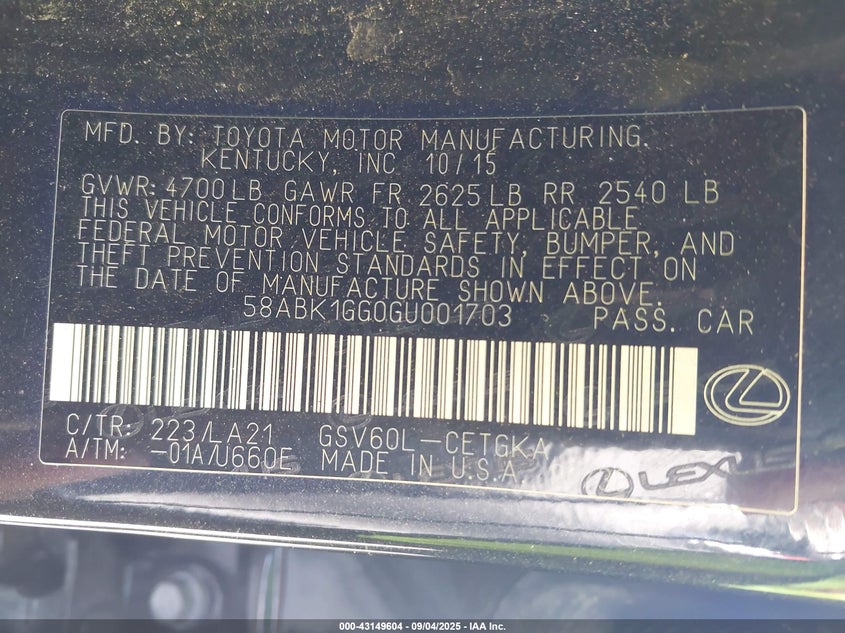 MFD. BY: TOYOTA MOTOR MANUFACTURING.
KENTUCKY, INC 10/15
GVWR: 4700 LB GAWR FR 2625 LB RR 2540 LB
THIS VEHICLE CONFORMS TO ALL APPLICABLE
FEDERAL MOTOR VEHICLE SAFETY, BUMPER, AND
THEFT PREVENTION STANDARDS IN EFFECT ON
THE DATE OF MANUFACTURE SHOWN ABOVE.
58ABK1GG0GU001703 PASS. CAR
C/TR: 223/LA21 GSV60L-CETGKA
A/TM: -01A/U660E MADE IN U.S.A.
LEXUS
000-43149604 - 09/04/2025 - IAA Inc.